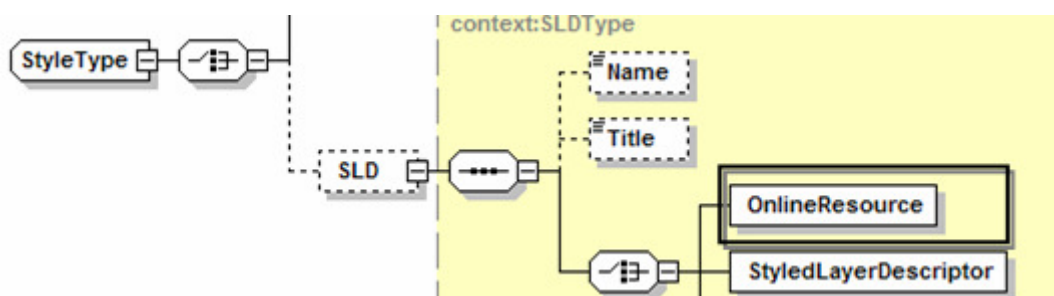 context:SLDType
StyleType
Name
Title
SLD
OnlineResource
StyledLayerDescriptor